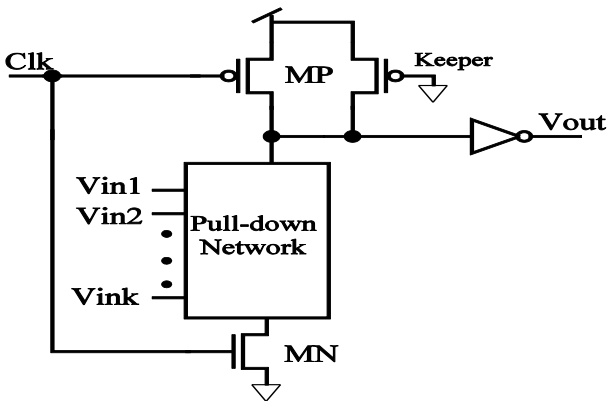 Clk
MP
Keeper
Vout
Vin1
Vin2
Pull-down
Network
Vink
MN